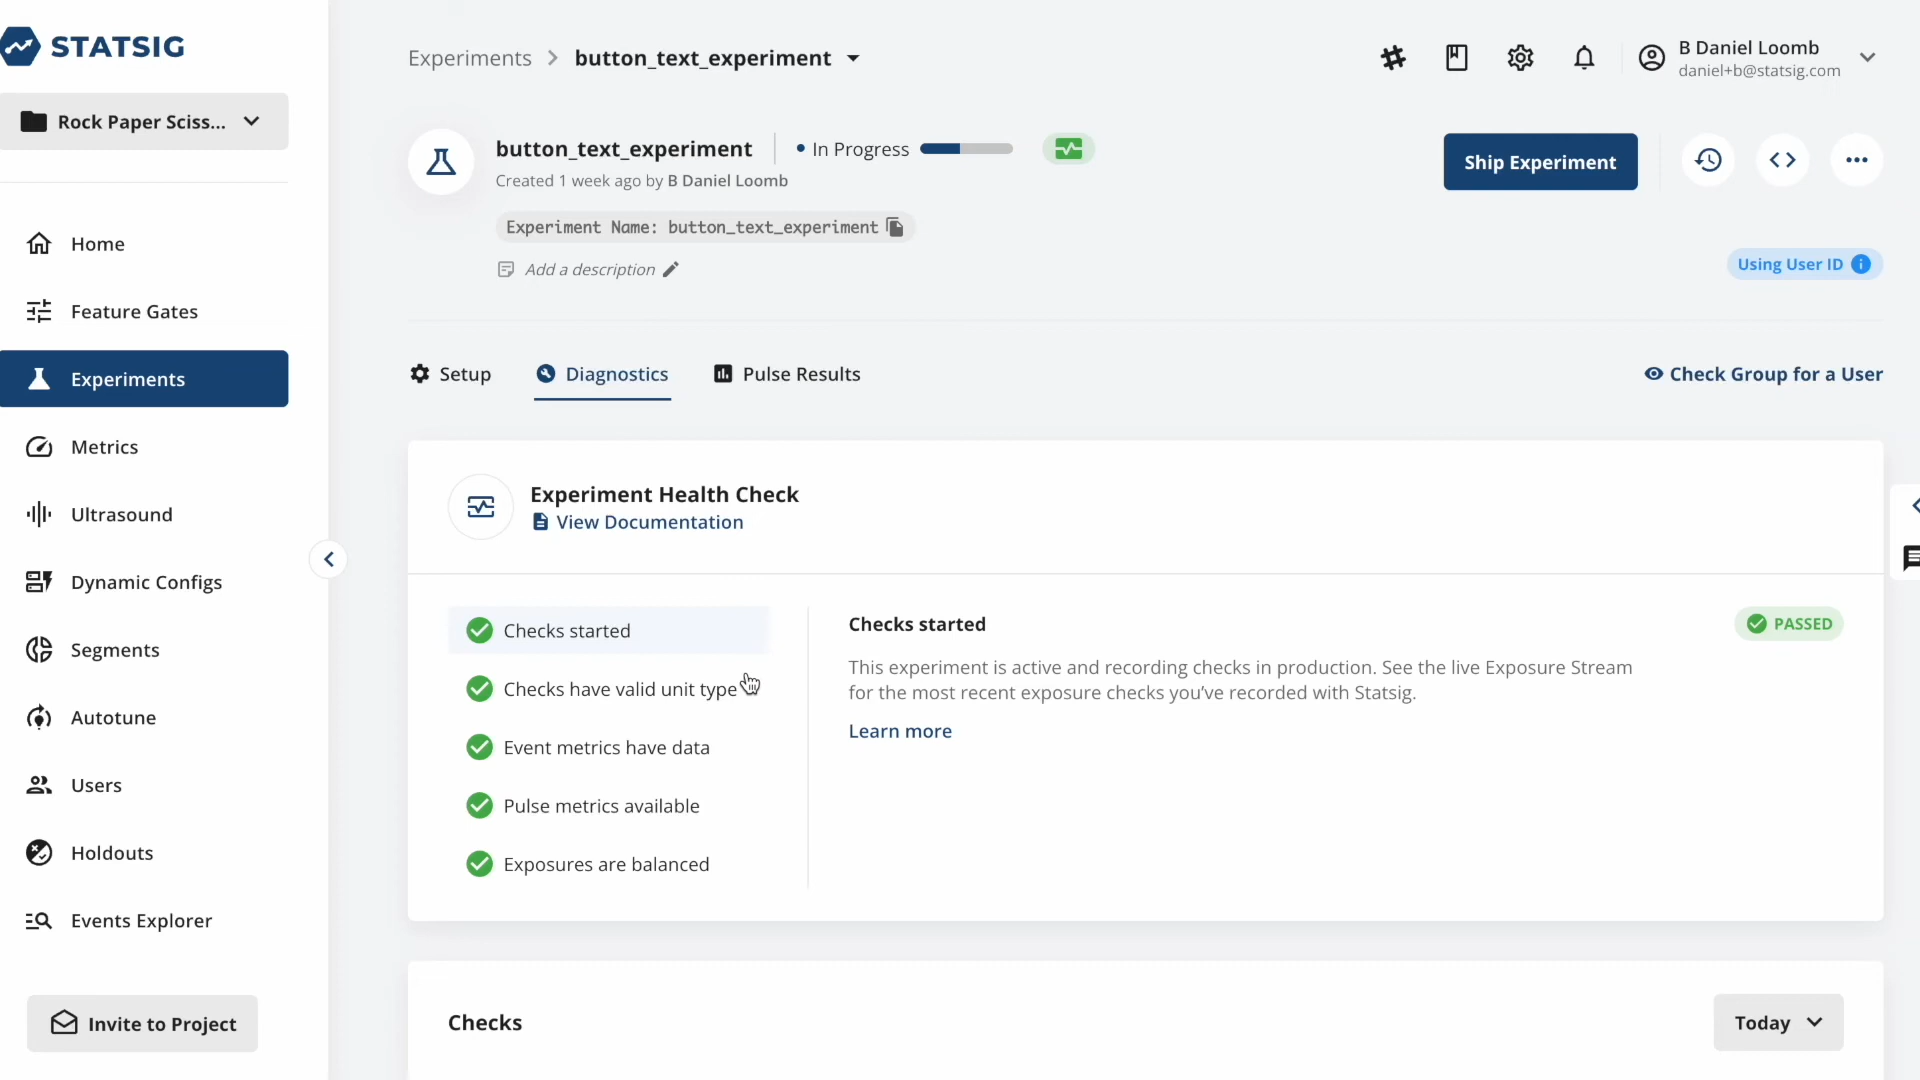 STATSIG
Rock Paper Sciss...
Home
Feature Gates
Experiments
Metrics
Ultrasound
Dynamic Configs
Segments
Autotune
Users
Holdouts
Events Explorer
Invite to Project
Experiments > button_text_experiment
B Daniel Loomb
daniel+b@statsig.com
button_text_experiment
In Progress
Created 1 week ago by B Daniel Loomb
Experiment Name: button_text_experiment
Add a description
Ship Experiment
Using User ID
Setup
Diagnostics
Pulse Results
Check Group for a User
Experiment Health Check
View Documentation
Checks started
Checks have valid unit type
Event metrics have data
Pulse metrics available
Exposures are balanced
Checks started
PASSED
This experiment is active and recording checks in production. See the live Exposure Stream
for the most recent exposure checks you’ve recorded with Statsig.
Learn more
Checks
Today